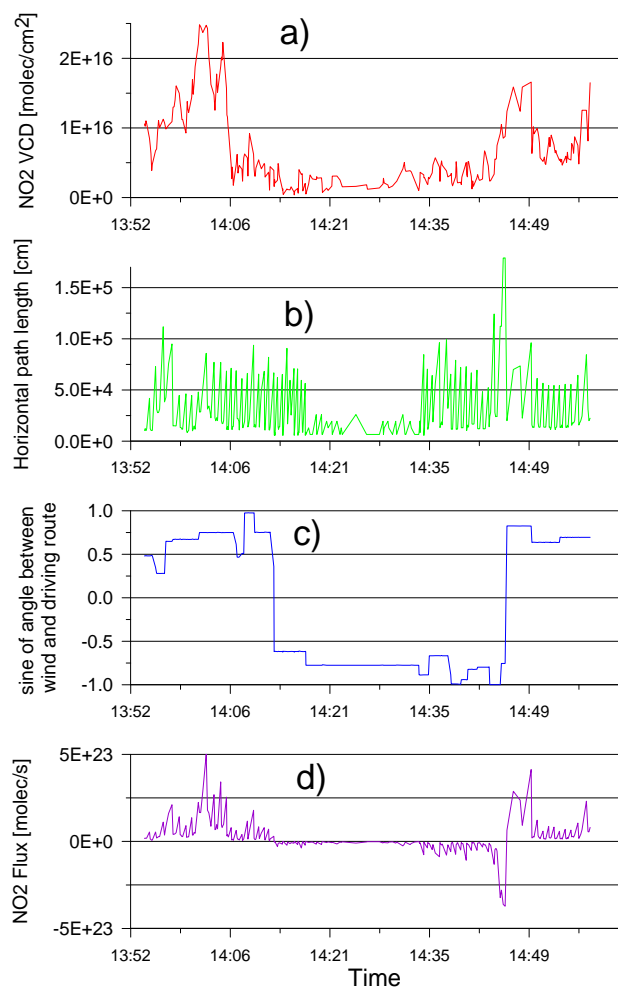 a)
NO2 VCD [molec/cm2]
2E+16
1E+16
0E+0
13:52 14:06 14:21 14:35 14:49
b)
Horizontal path length [cm]
1.5E+5
1.0E+5
5.0E+4
0.0E+0
13:52 14:06 14:21 14:35 14:49
c)
sine of angle between
wind and driving route
1.0
0.5
0.0
-0.5
-1.0
13:52 14:06 14:21 14:35 14:49
d)
NO2 Flux [molec/s]
5E+23
0E+0
-5E+23
13:52 14:06 14:21 14:35 14:49
Time